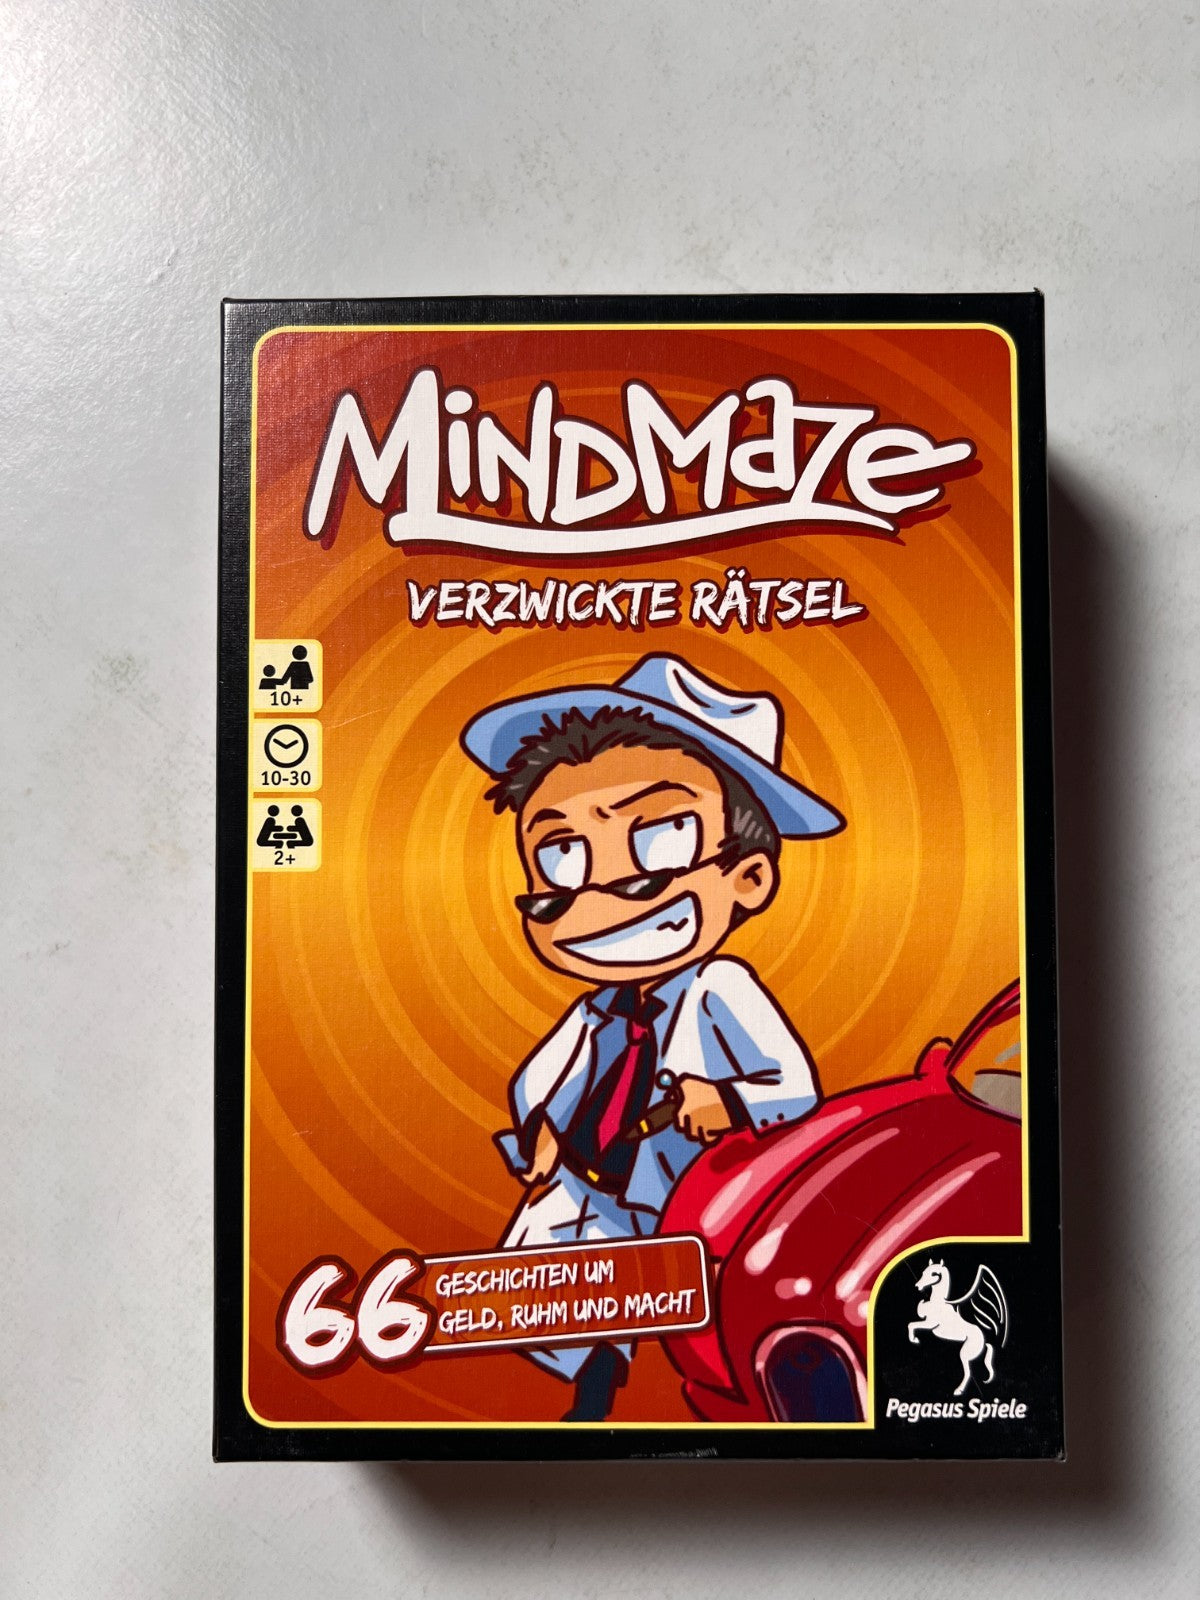 MINDMaze
VERZWICKTE RÄTSEL
10+
10-30
2+
66
GESCHICHTEN UM
GELD, RUHM UND MACHT
Pegasus Spiele